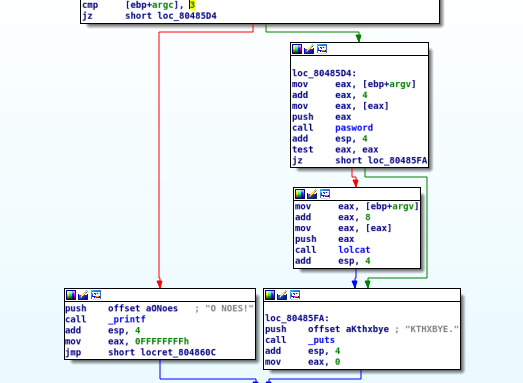 cmp [ebp+argc], 3
jz short loc_80485D4
loc_80485D4:
mov eax, [ebp+argv]
add eax, 4
mov eax, [eax]
push eax
call pasword
add esp, 4
test eax, eax
jz short loc_80485FA
mov eax, [ebp+argv]
add eax, 8
mov eax, [eax]
push eax
call lolcat
add esp, 4
push offset aONoes ; "O NOES!"
call _printf
add esp, 4
mov eax, 0FFFFFFFFh
jmp short locret_804860C
loc_80485FA:
push offset aKthxbye ; "KTHXBYE."
call _puts
add esp, 4
mov eax, 0